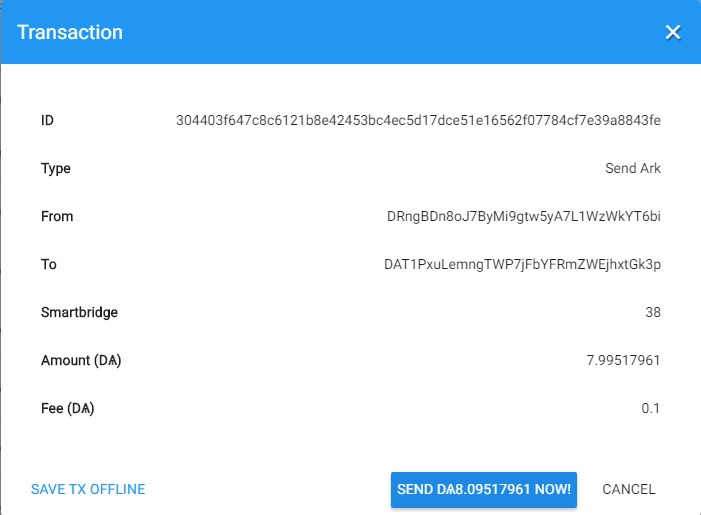 Transaction ×
ID 304403f647c8c6121b8e42453bc4ec5d17dce51e16562f07784cf7e39a8843fe
Type Send Ark
From DRngBDn8oJ7ByMi9gtw5yA7L1WzWkYT6bi
To DAT1PxuLemngTWP7jFbYFRmZWEjhxtGk3p
Smartbridge 38
Amount (DѦ) 7.99517961
Fee (DѦ) 0.1
SAVE TX OFFLINE SEND DѦ8.09517961 NOW! CANCEL